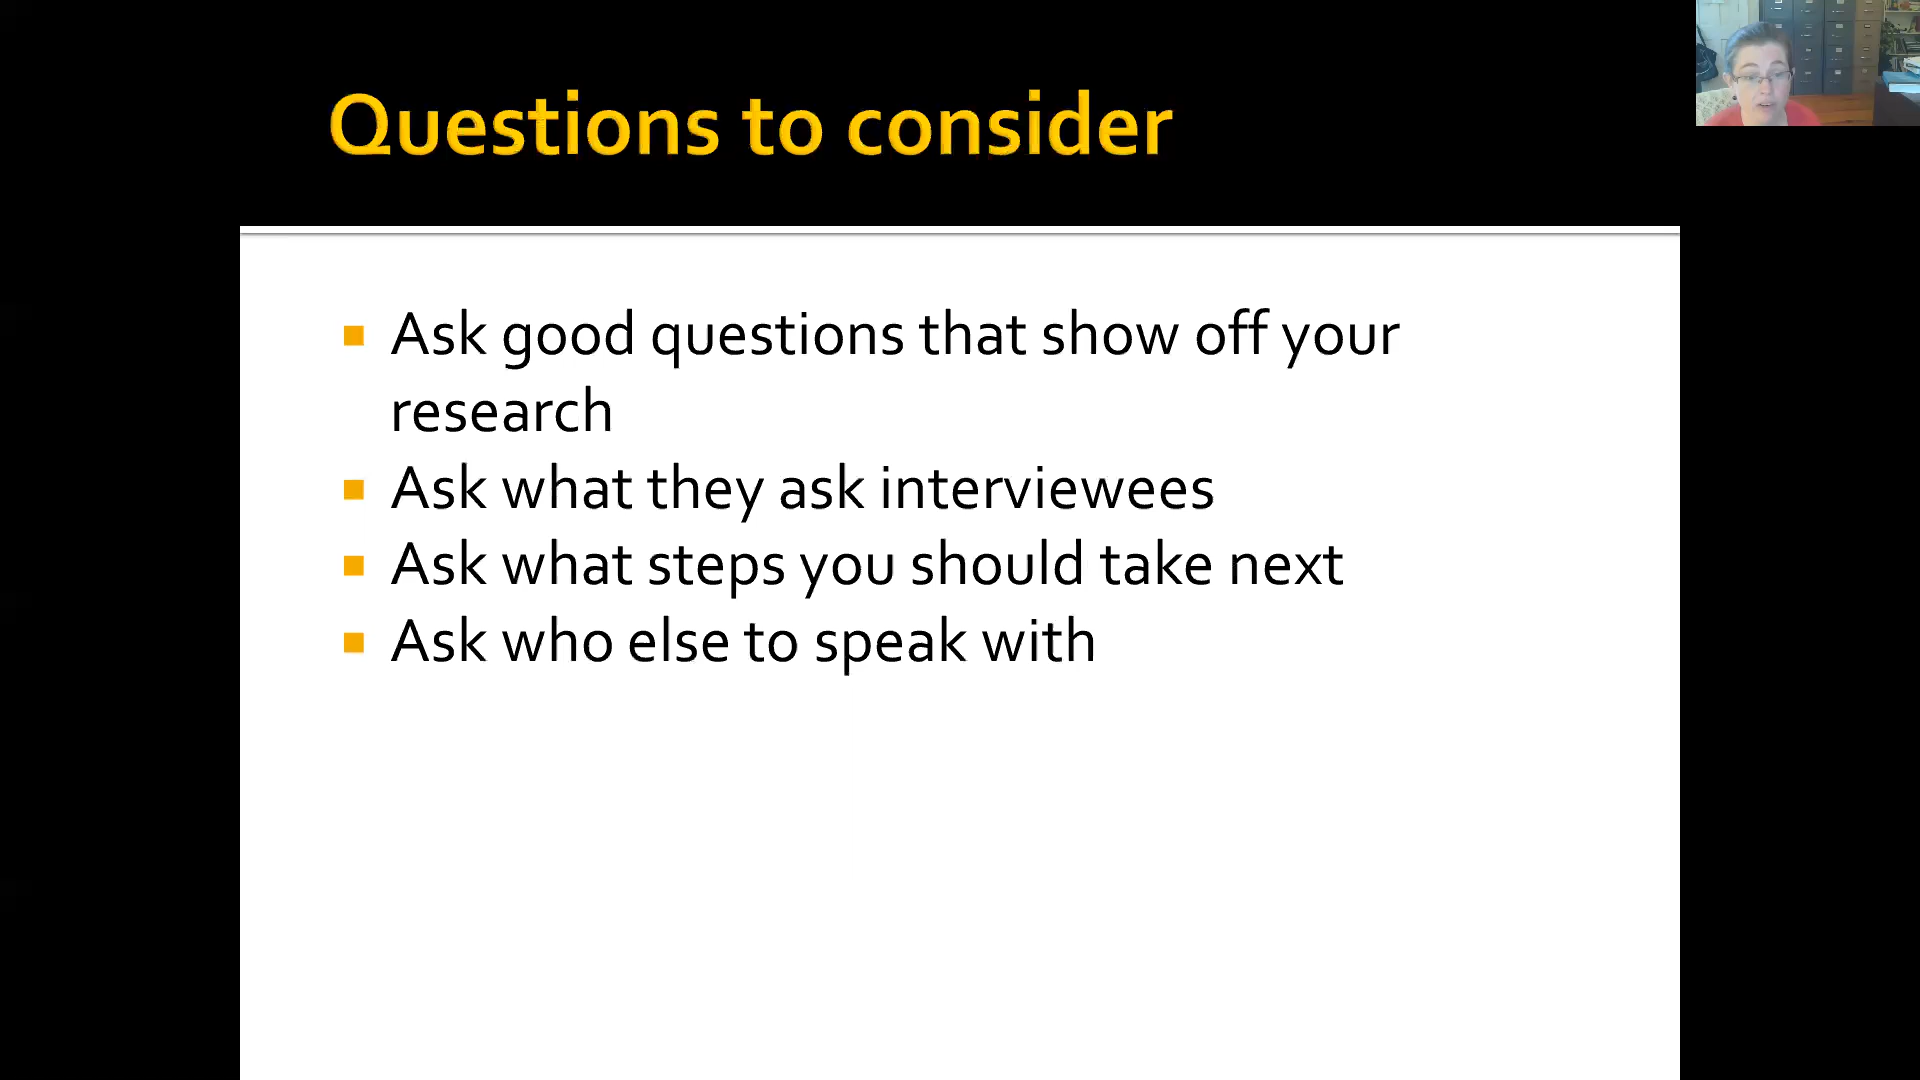 Questions to consider
Ask good questions that show off your
research
Ask what they ask interviewees
Ask what steps you should take next
Ask who else to speak with